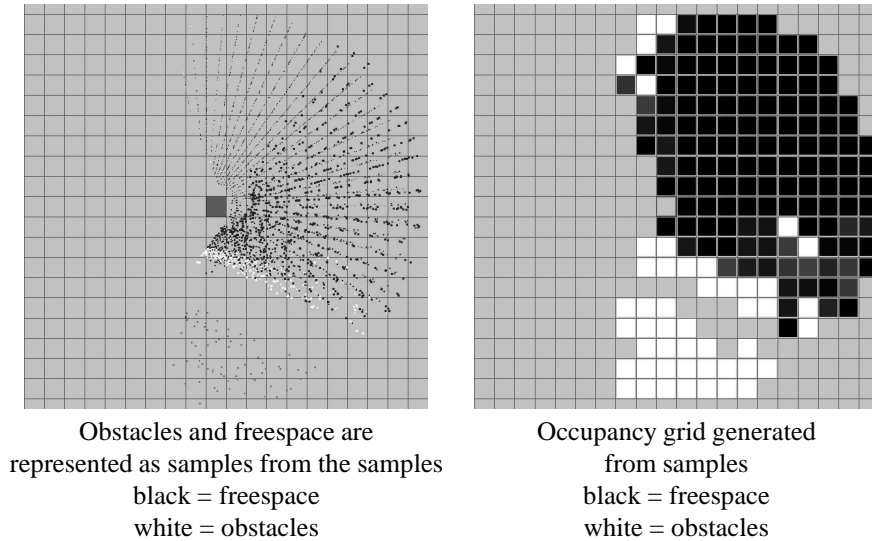 Obstacles and freespace are
represented as samples from the samples
black = freespace
white = obstacles
Occupancy grid generated
from samples
black = freespace
white = obstacles